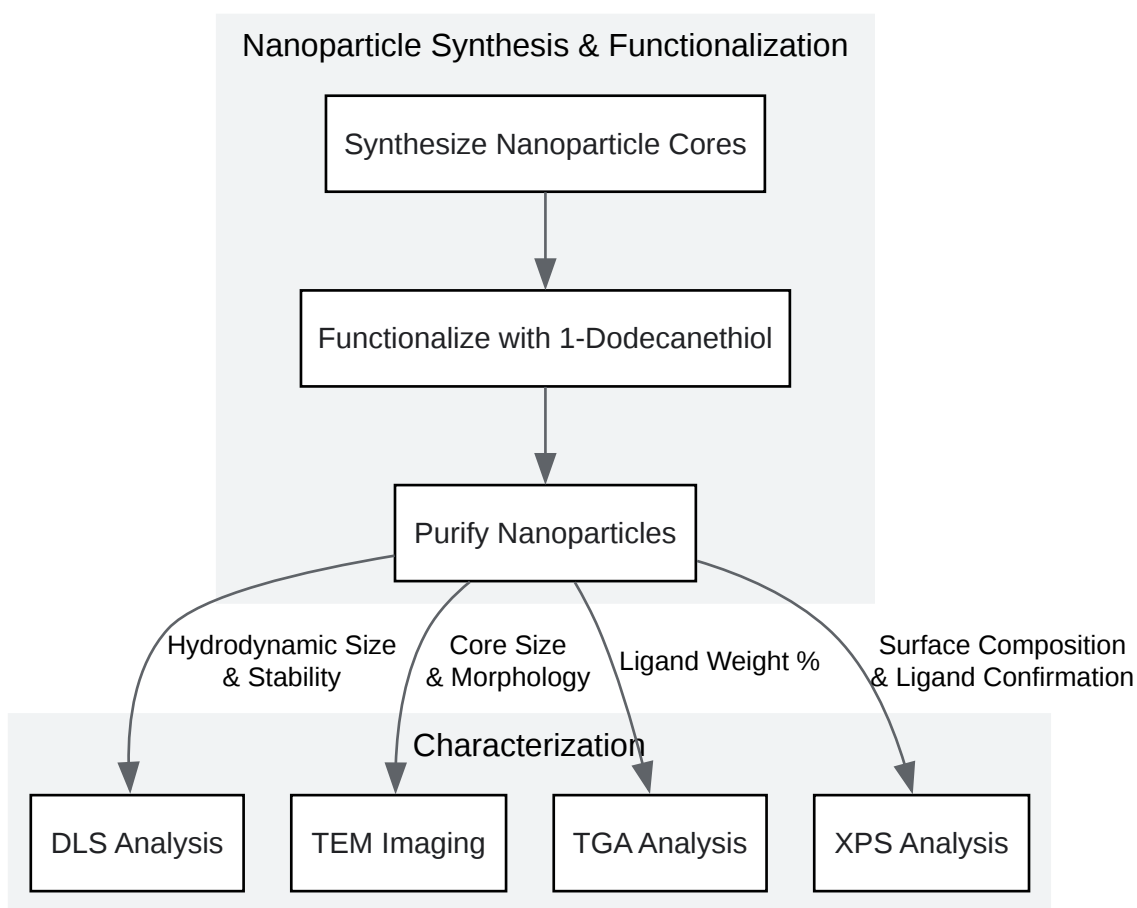 Nanoparticle Synthesis & Functionalization
Synthesize Nanoparticle Cores
Functionalize with 1-Dodecanethiol
Purify Nanoparticles
Hydrodynamic Size
& Stability
Core Size
& Morphology
Ligand Weight %
Surface Composition
& Ligand Confirmation
Characterization
DLS Analysis
TEM Imaging
TGA Analysis
XPS Analysis